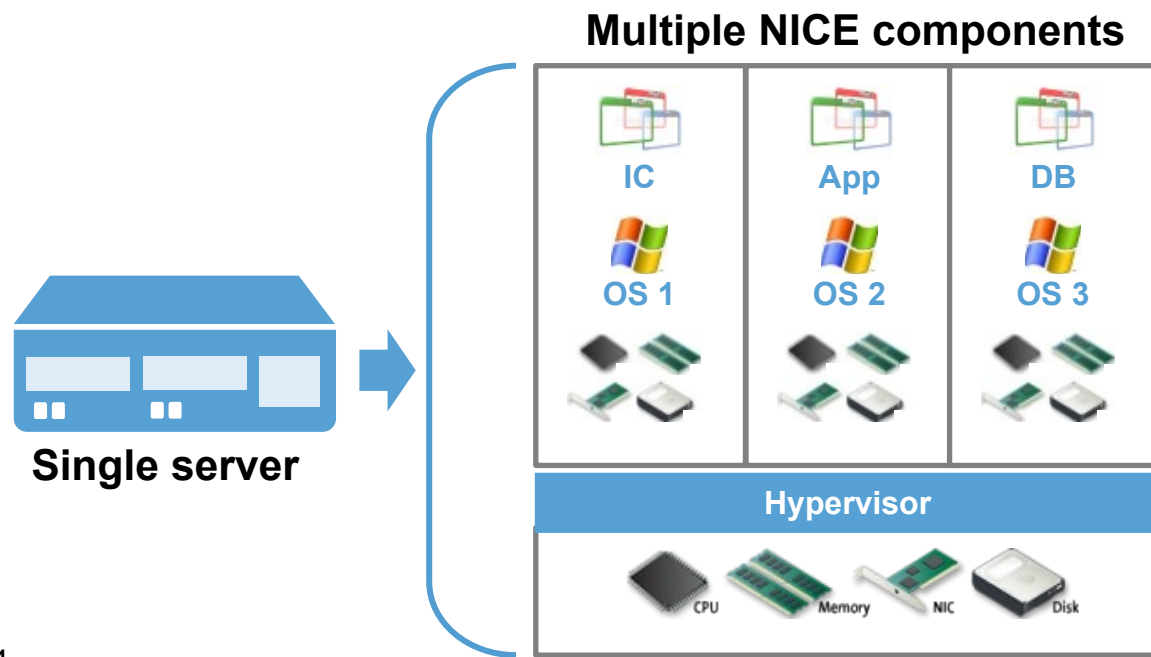 Multiple NICE components
IC App DB
OS 1 OS 2 OS 3
Single server
Hypervisor
CPU Memory NIC Disk